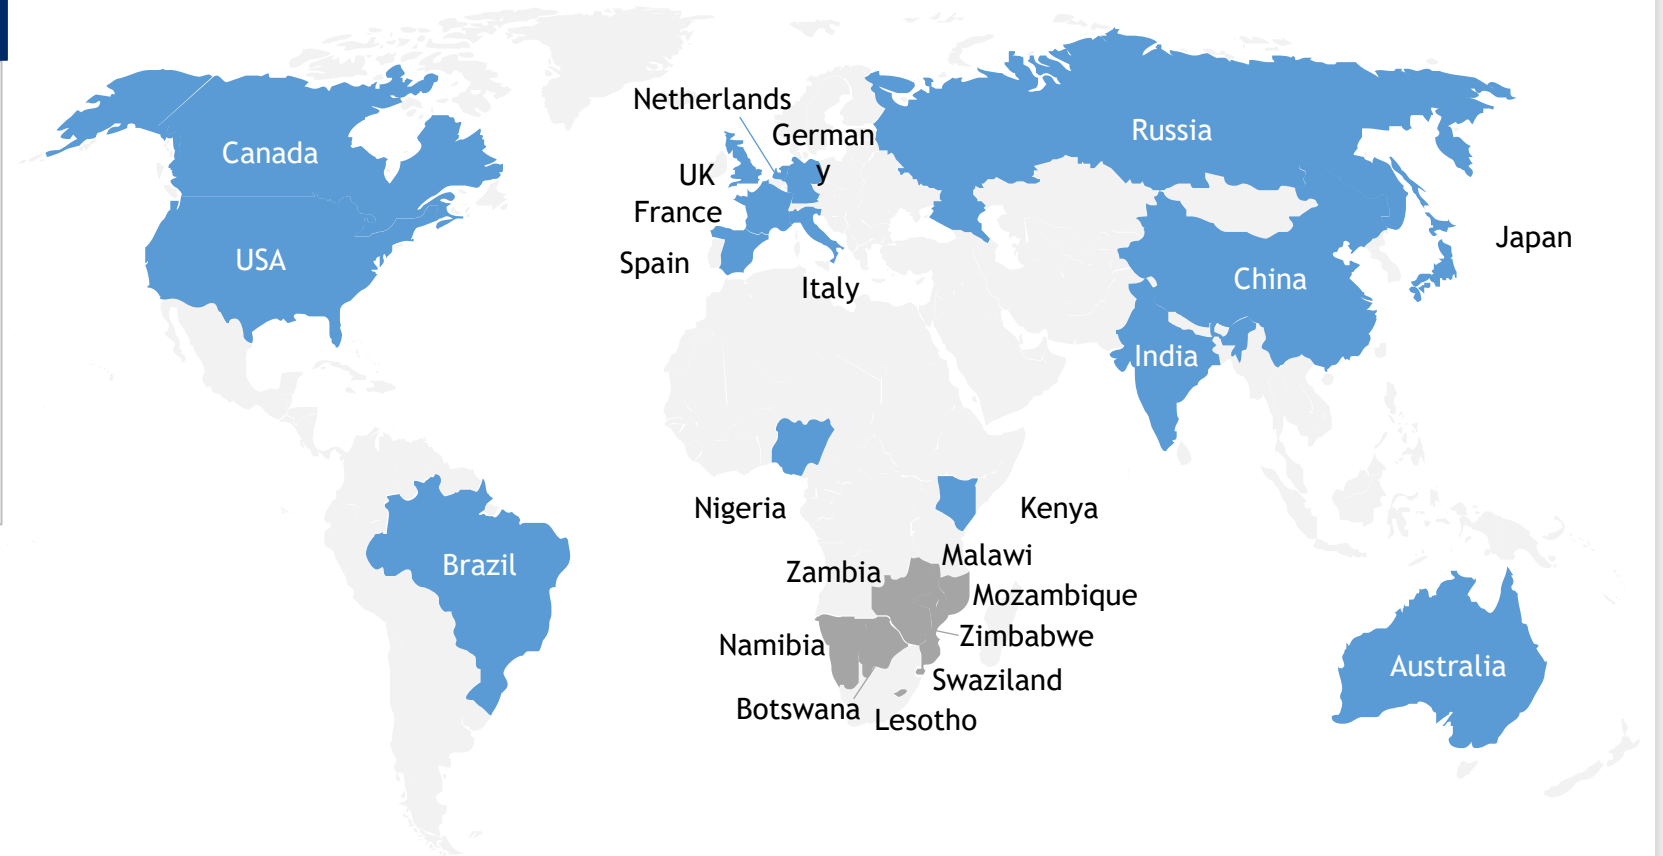 Netherlands
German
y
Russia
Canada
UK
France
Japan
USA
Spain
China
Italy
India
Nigeria
Kenya
Malawi
Brazil
Zambia
Mozambique
Zimbabwe
Namibia
Australia
Swaziland
Botswana
Lesotho